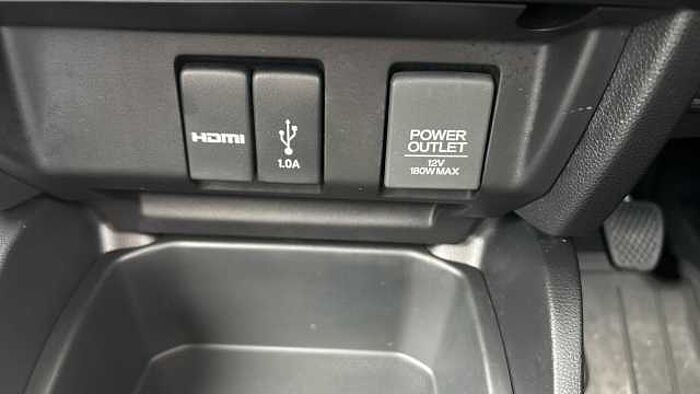 HDMI
1.0A
POWER
OUTLET
12V
180W MAX